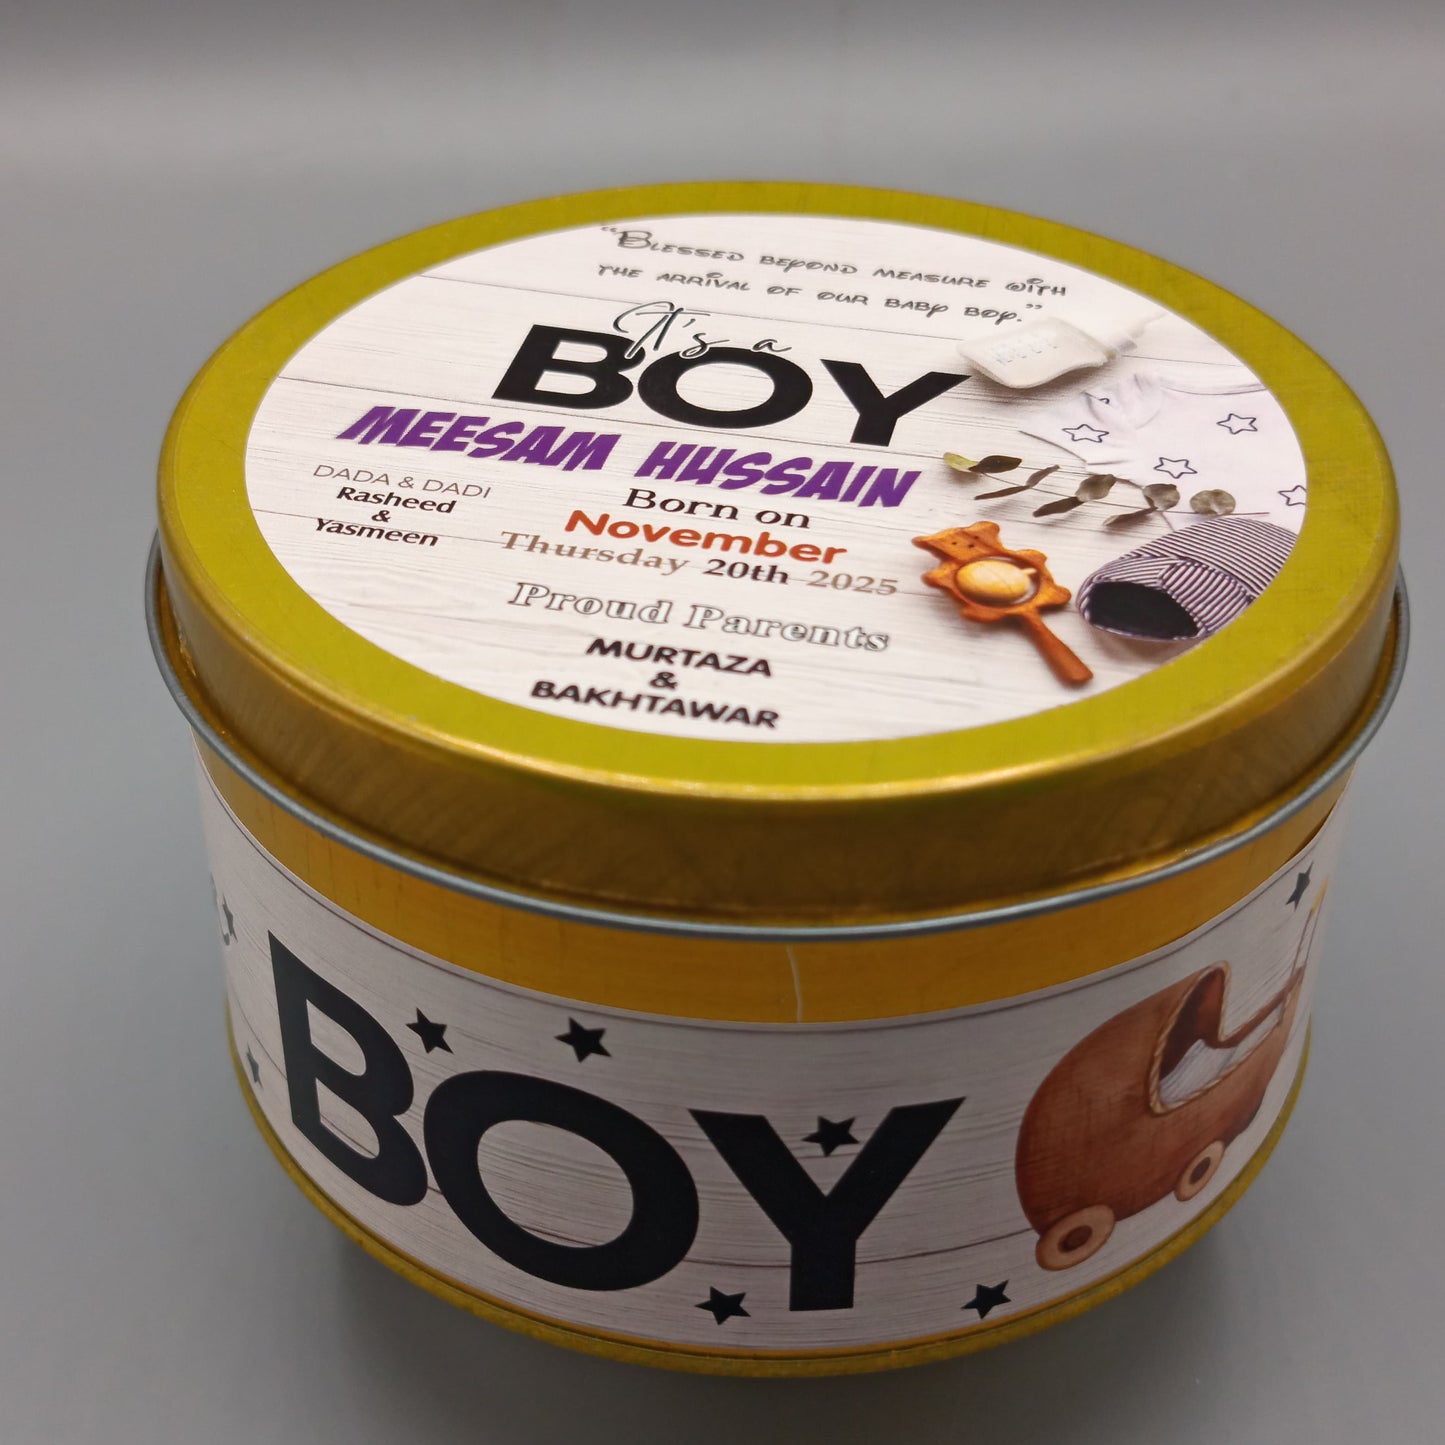 "BLESSED BEYOND MEASURE WITH
THE ARRIVAL OF OUR BABY BOY."
It's a
BOY
MEESAM HUSSAIN
DADA & DADI
Rasheed
&
Yasmeen
Born on
November
Thursday 20th 2025
Proud Parents
MURTAZA
&
BAKHTAWAR
BOY